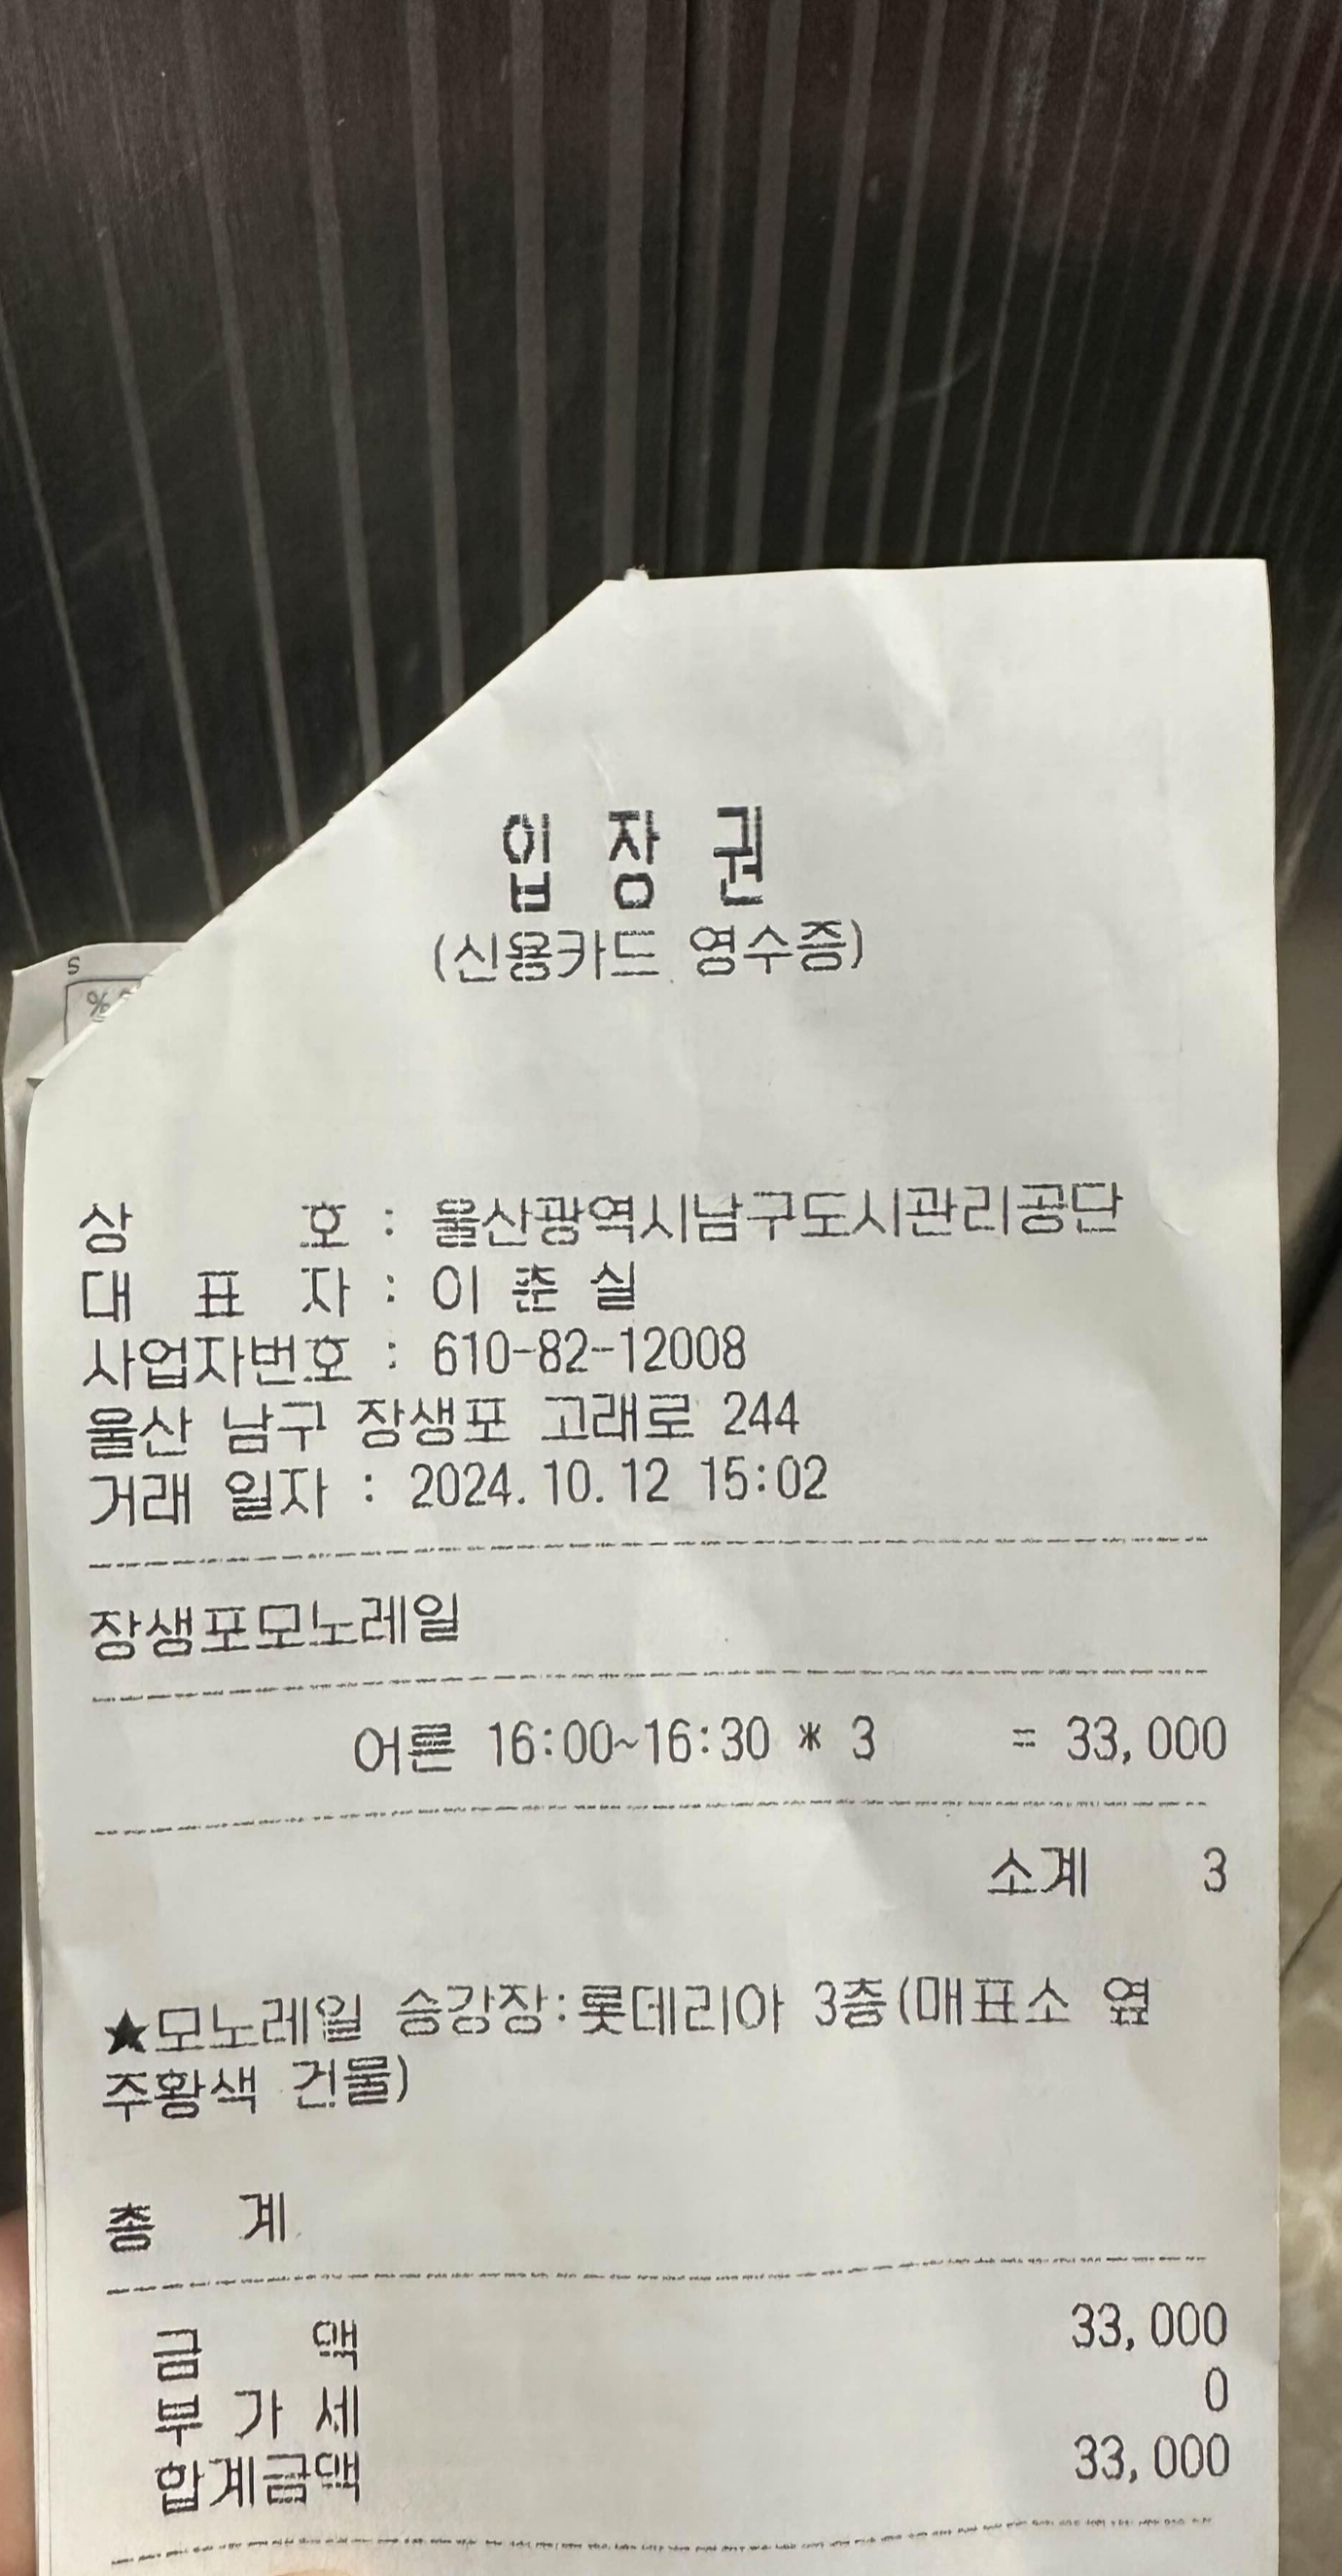 입 장 권
(신용카드 영수증)
S
%
상 호 : 울산광역시남구도시관리공단
대 표 자 : 이 춘 실
사업자번호 : 610-82-12008
울산 남구 장생포 고래로 244
거래 일자 : 2024.10.12 15:02
장생포모노레일
어른 16:00~16:30 * 3 = 33,000
소계 3
★모노레일 승강장:롯데리아 3층(매표소 옆
주황색 건물)
총 계
금 액 33,000
부 가 세 0
합계금액 33,000